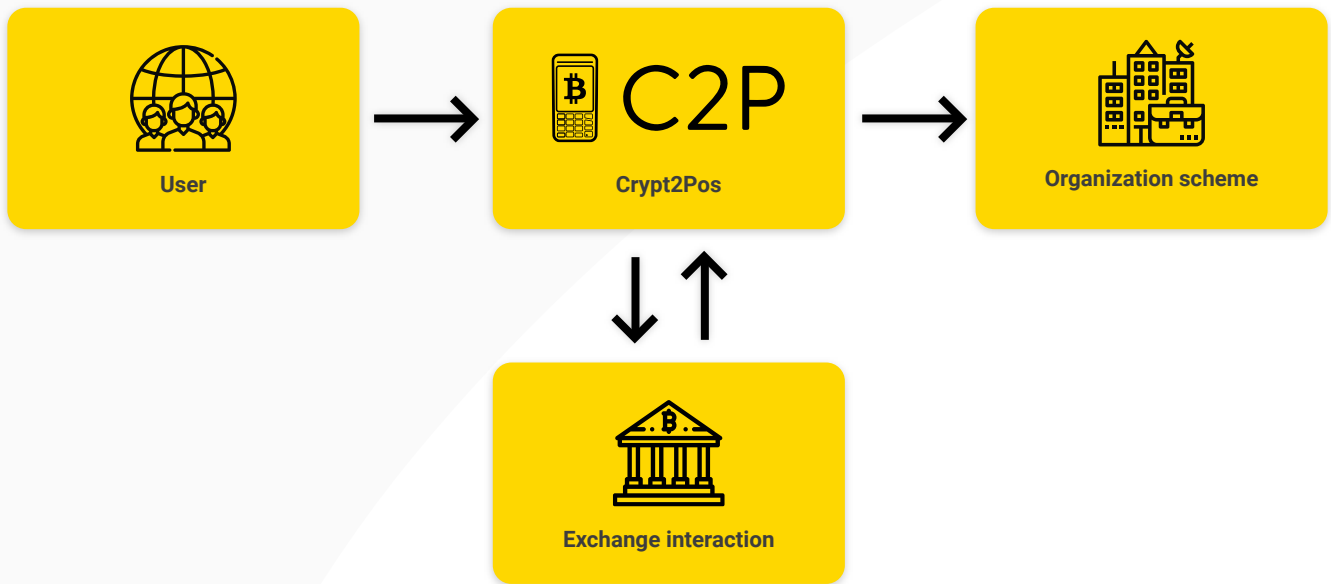 C2P
User
Crypt2Pos
Organization scheme
Exchange interaction